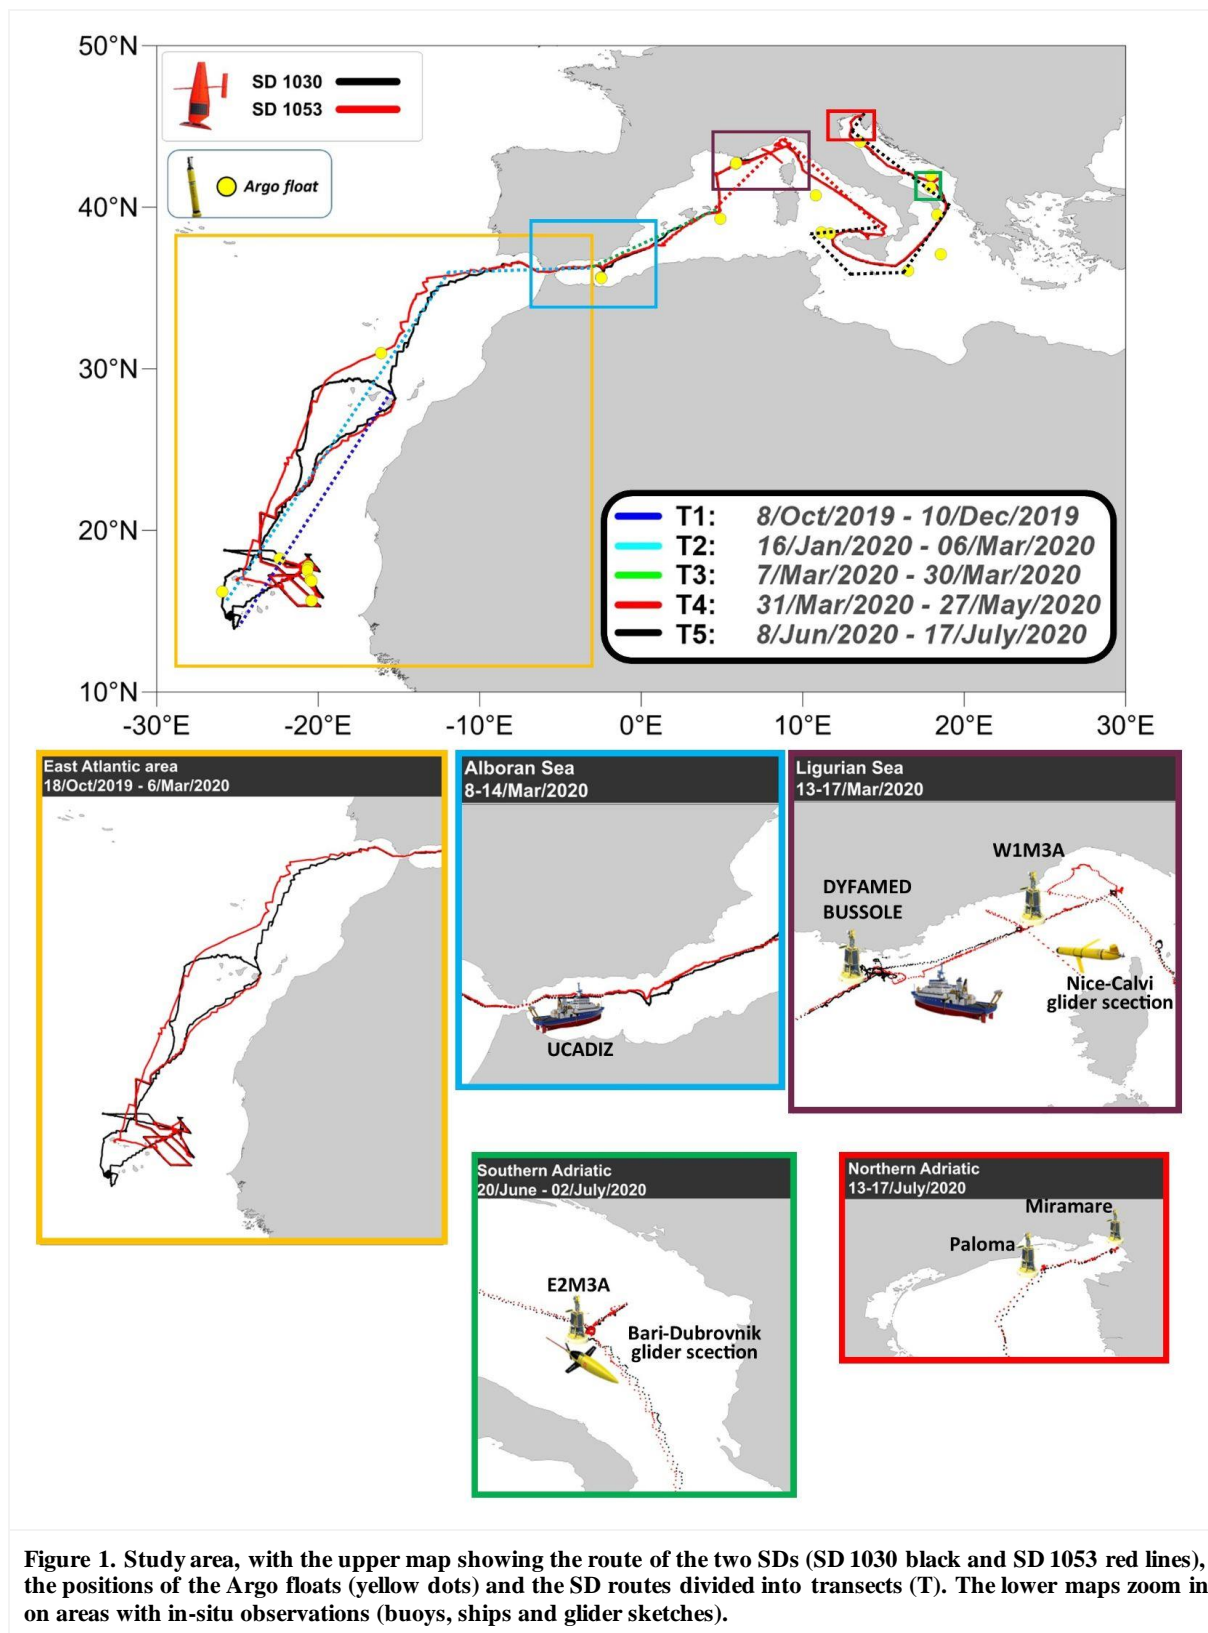 50°N
40°N
30°N
20°N
10°N
-30°E
-20°E
-10°E
0°E
10°E
20°E
30°E
SD 1030
SD 1053
Argo float
T1: 8/Oct/2019 - 10/Dec/2019
T2: 16/Jan/2020 - 06/Mar/2020
T3: 7/Mar/2020 - 30/Mar/2020
T4: 31/Mar/2020 - 27/May/2020
T5: 8/Jun/2020 - 17/July/2020
East Atlantic area
18/Oct/2019 - 6/Mar/2020
Alboran Sea
8-14/Mar/2020
UCADIZ
Ligurian Sea
13-17/Mar/2020
W1M3A
DYFAMED
BUSSOLE
Nice-Calvi
glider scection
Southern Adriatic
20/June - 02/July/2020
E2M3A
Bari-Dubrovnik
glider scection
Northern Adriatic
13-17/July/2020
Miramare
Paloma
Figure 1. Study area, with the upper map showing the route of the two SDs (SD 1030 black and SD 1053 red lines),
the positions of the Argo floats (yellow dots) and the SD routes divided into transects (T). The lower maps zoom in
on areas with in-situ observations (buoys, ships and glider sketches).